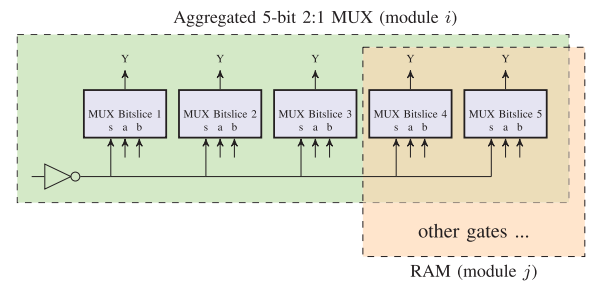 Aggregated 5-bit 2:1 MUX (module i)
Y Y Y Y Y
MUX Bitslice 1 MUX Bitslice 2 MUX Bitslice 3 MUX Bitslice 4 MUX Bitslice 5
s a b s a b s a b s a b s a b
other gates ...
RAM (module j)